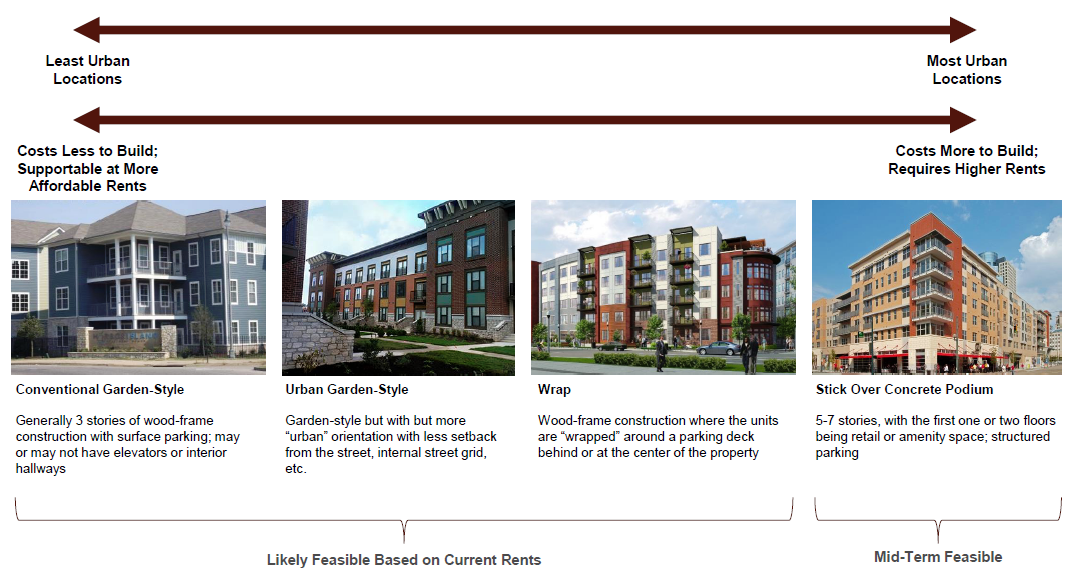 Least Urban
Locations
Most Urban
Locations
Costs Less to Build;
Supportable at More
Affordable Rents
Costs More to Build;
Requires Higher Rents
Conventional Garden-Style
Generally 3 stories of wood-frame
construction with surface parking; may
or may not have elevators or interior
hallways
Urban Garden-Style
Garden-style but with but more
“urban” orientation with less setback
from the street, internal street grid,
etc.
Wrap
Wood-frame construction where the units
are “wrapped” around a parking deck
behind or at the center of the property
Stick Over Concrete Podium
5-7 stories, with the first one or two floors
being retail or amenity space; structured
parking
Likely Feasible Based on Current Rents
Mid-Term Feasible